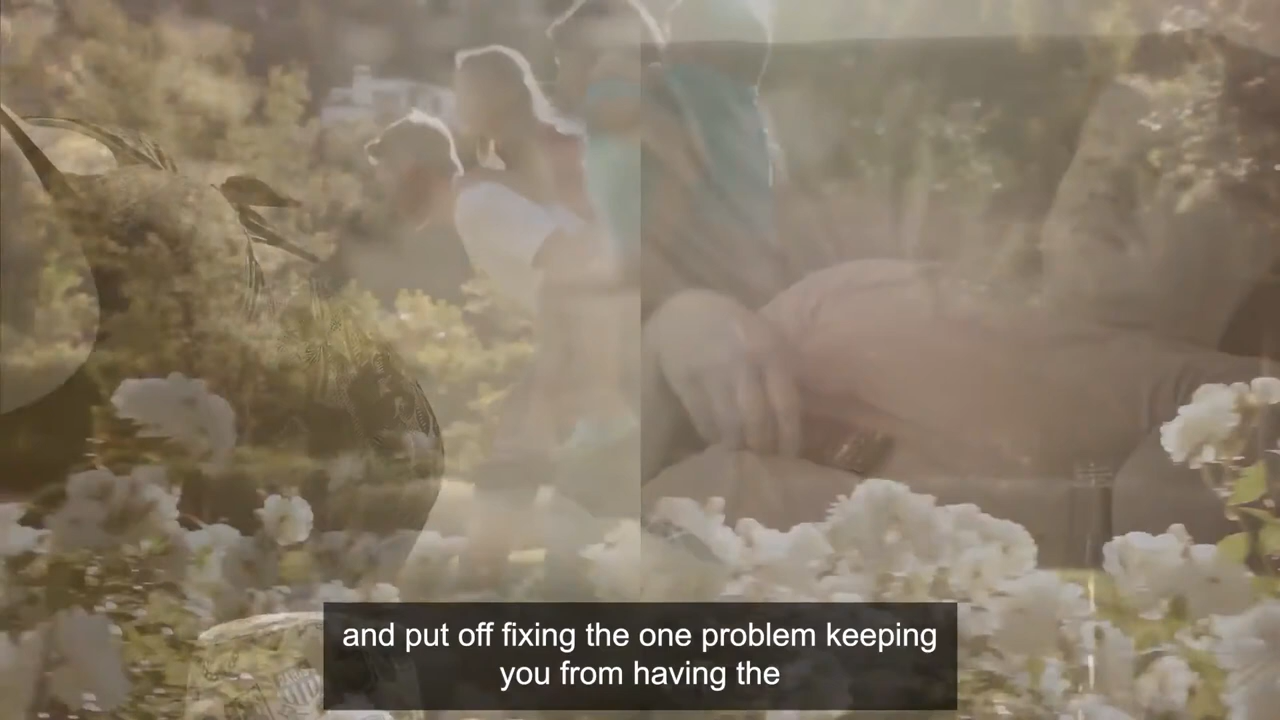 and put off fixing the one problem keeping
you from having the